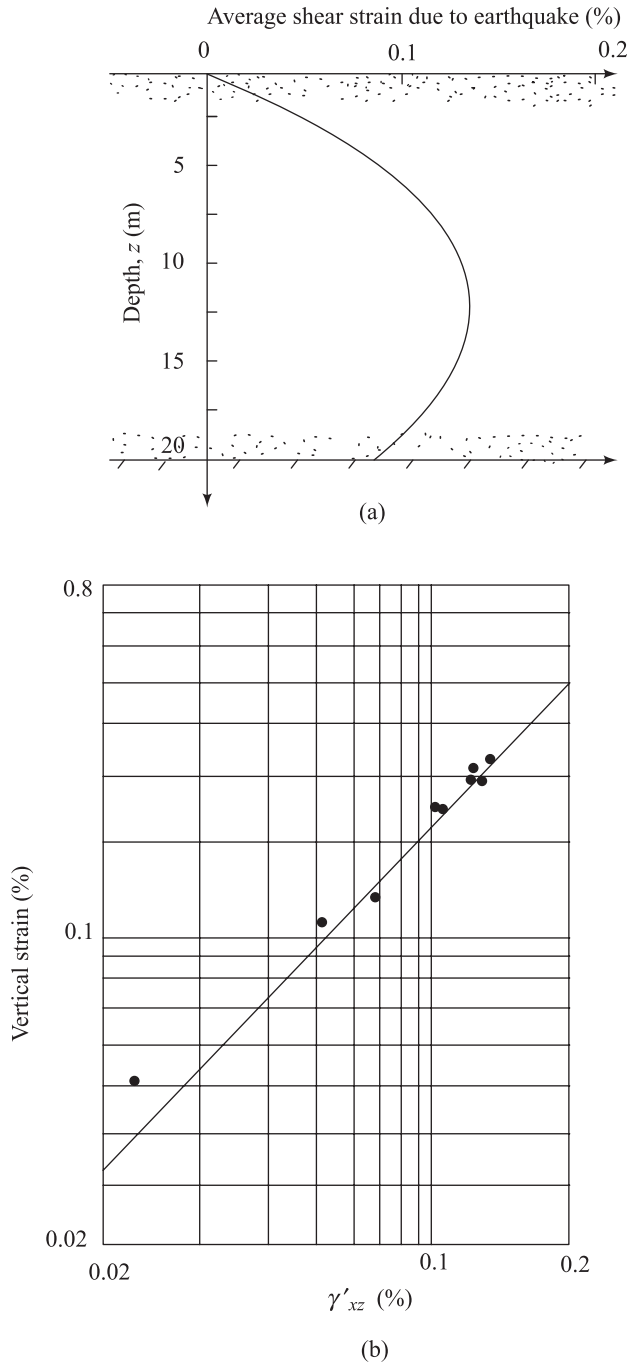 Average shear strain due to earthquake (%)
0 0.1 0.2
Depth, z (m)
5
10
15
20
(a)
0.8
Vertical strain (%)
0.1
0.02
0.02 0.1 0.2
γ′xz (%)
(b)